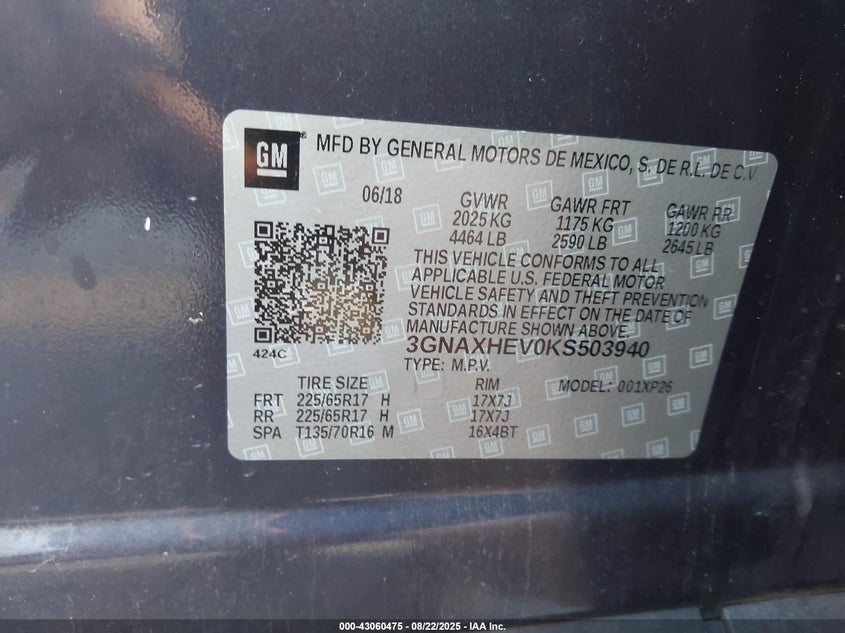 GM
MFD BY GENERAL MOTORS DE MEXICO, S. DE R.L. DE C.V
06/18
GVWR GAWR FRT GAWR RR
2025 KG 1175 KG 1200 KG
4464 LB 2590 LB 2645 LB
THIS VEHICLE CONFORMS TO ALL
APPLICABLE U.S. FEDERAL MOTOR
VEHICLE SAFETY AND THEFT PREVENTION
STANDARDS IN EFFECT ON THE DATE OF
MANUFACTURE SHOWN ABOVE.
3GNAXHEV0KS503940
424C
TYPE: M.P.V.
TIRE SIZE RIM MODEL: 001XP26
FRT 225/65R17 H 17X7J
RR 225/65R17 H 17X7J
SPA T135/70R16 M 16X4BT
000-43060475 - 08/22/2025 - IAA Inc.